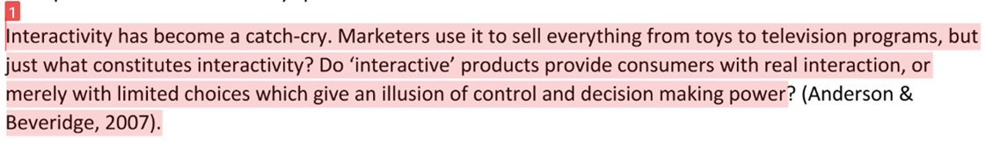 1
Interactivity has become a catch-cry. Marketers use it to sell everything from toys to television programs, but
just what constitutes interactivity? Do ‘interactive’ products provide consumers with real interaction, or
merely with limited choices which give an illusion of control and decision making power? (Anderson &
Beveridge, 2007).